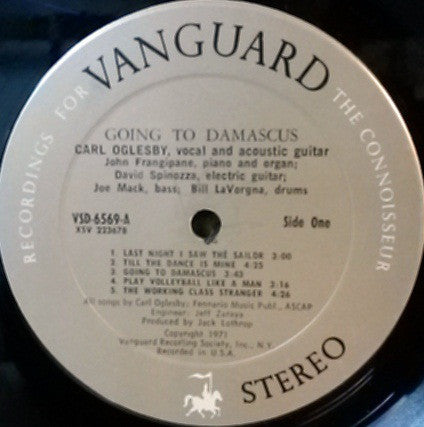 RECORDINGS FOR
VANGUARD
THE CONNOISSEUR
GOING TO DAMASCUS
CARL OGLESBY, vocal and acoustic guitar
John Frangipane, piano and organ;
David Spinozza, electric guitar;
Joe Mack, bass; Bill LaVorgna, drums
VSD-6569-A
Side One
XSV 223678
1. LAST NIGHT I SAW THE SAILOR 3:00
2. TILL THE DANCE IS MINE 4:25
3. GOING TO DAMASCUS 3:43
4. PLAY VOLLEYBALL LIKE A MAN 3:16
5. THE WORKING CLASS STRANGER 4:26
All songs by Carl Oglesby; Fennario Music Publ., ASCAP
Engineer: Jeff Zaraya
Produced by Jack Lothrop
Copyright 1971
Vanguard Recording Society, Inc., N.Y.
Recorded in U.S.A.
STEREO